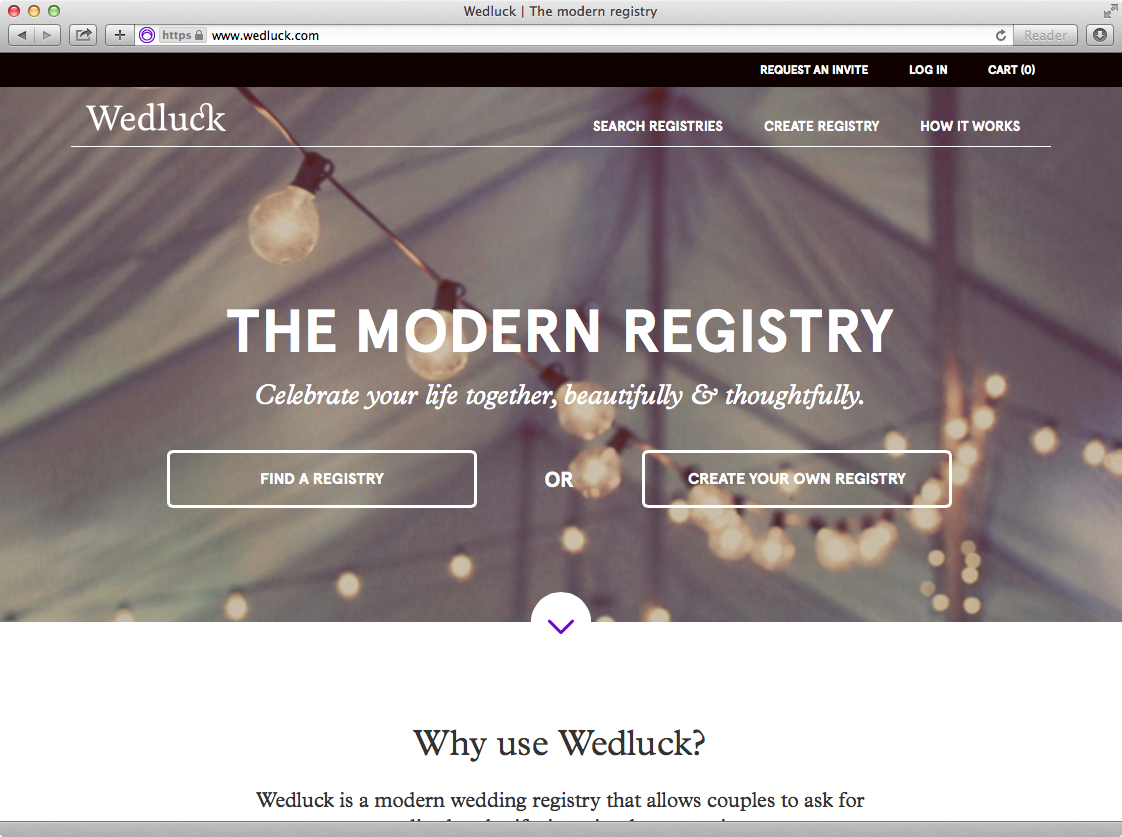 Wedluck | The modern registry
https www.wedluck.com Reader
REQUEST AN INVITE LOG IN CART (0)
Wedluck SEARCH REGISTRIES CREATE REGISTRY HOW IT WORKS
THE MODERN REGISTRY
Celebrate your life together, beautifully & thoughtfully.
FIND A REGISTRY OR CREATE YOUR OWN REGISTRY
Why use Wedluck?
Wedluck is a modern wedding registry that allows couples to ask for